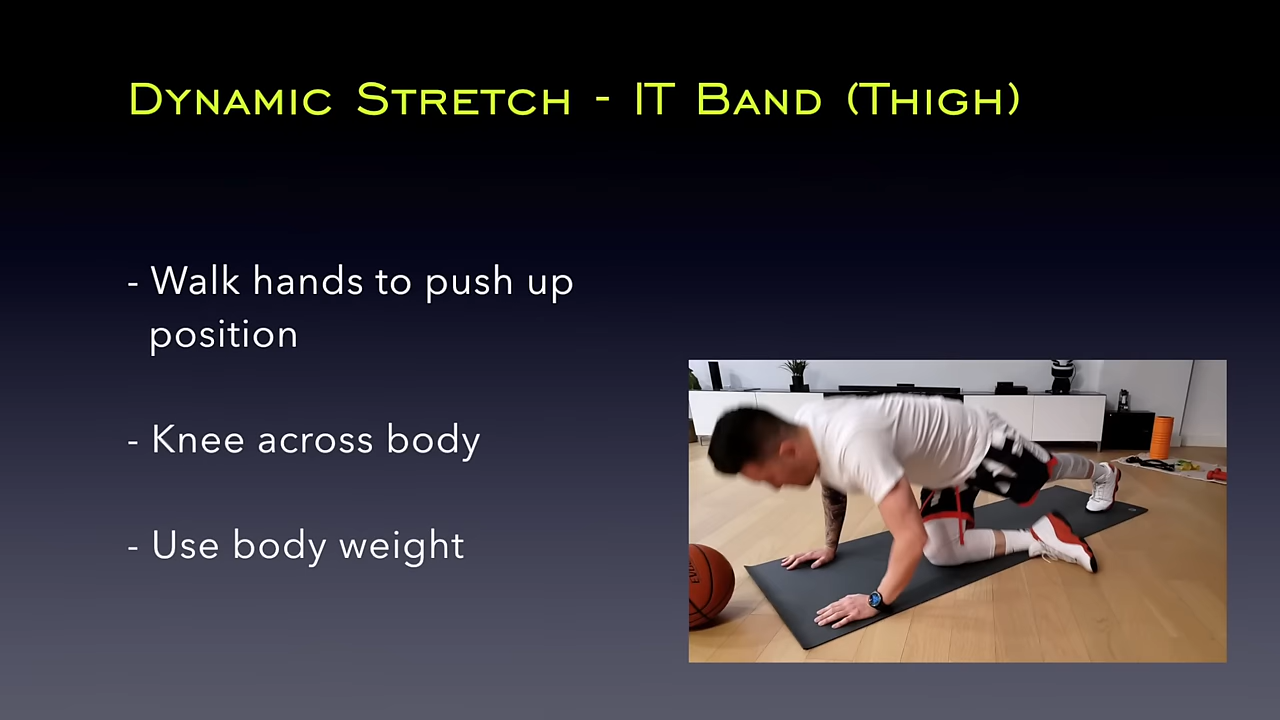 Dynamic Stretch - IT Band (Thigh)
- Walk hands to push up
position
- Knee across body
- Use body weight